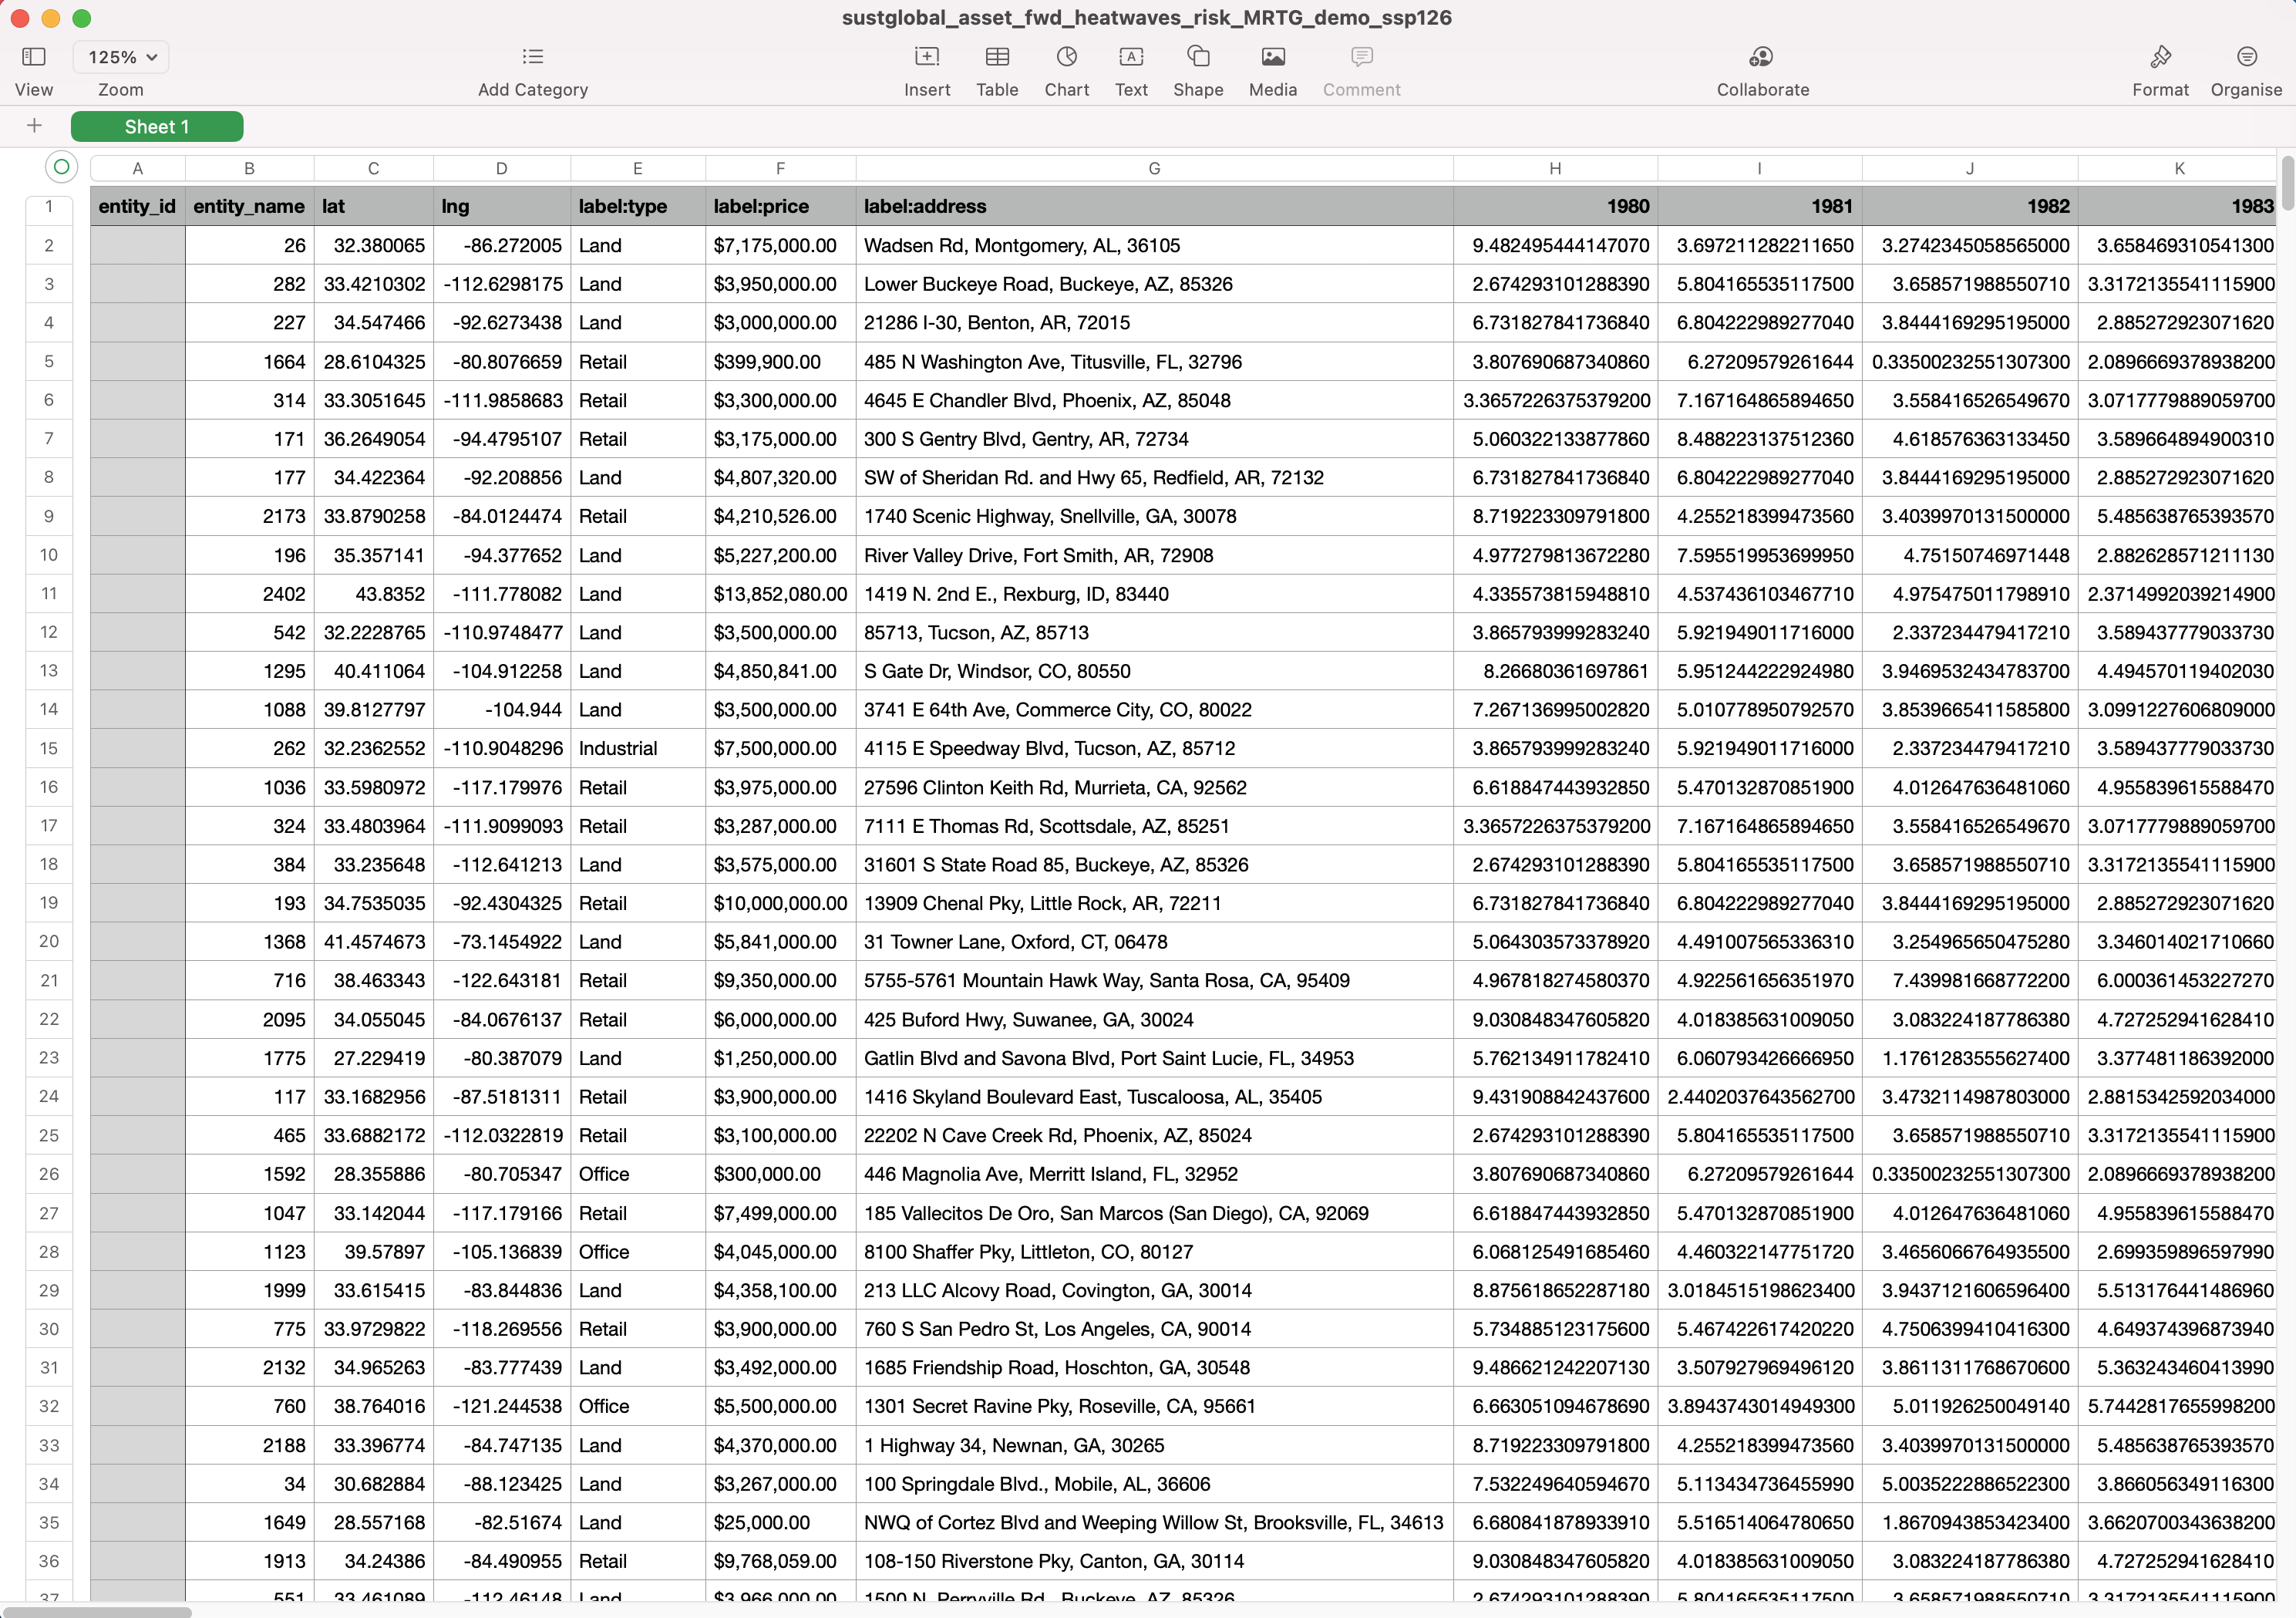 sustglobal_asset_fwd_heatwaves_risk_MRTG_demo_ssp126
125%
View Zoom Add Category Insert Table Chart Text Shape Media Comment Collaborate Format Organise
Sheet 1
A B C D E F G H I J K
1 entity_id entity_name lat lng label:type label:price label:address 1980 1981 1982 1983
2 26 32.380065 -86.272005 Land $7,175,000.00 Wadsen Rd, Montgomery, AL, 36105 9.482495444147070 3.697211282211650 3.2742345058565000 3.658469310541300
3 282 33.4210302 -112.6298175 Land $3,950,000.00 Lower Buckeye Road, Buckeye, AZ, 85326 2.674293101288390 5.804165535117500 3.658571988550710 3.3172135541115900
4 227 34.547466 -92.6273438 Land $3,000,000.00 21286 I-30, Benton, AR, 72015 6.731827841736840 6.804222989277040 3.8444169295195000 2.885272923071620
5 1664 28.6104325 -80.8076659 Retail $399,900.00 485 N Washington Ave, Titusville, FL, 32796 3.807690687340860 6.27209579261644 0.33500232551307300 2.0896669378938200
6 314 33.3051645 -111.9858683 Retail $3,300,000.00 4645 E Chandler Blvd, Phoenix, AZ, 85048 3.3657226375379200 7.167164865894650 3.558416526549670 3.0717779889059700
7 171 36.2649054 -94.4795107 Retail $3,175,000.00 300 S Gentry Blvd, Gentry, AR, 72734 5.060322133877860 8.488223137512360 4.618576363133450 3.589664894900310
8 177 34.422364 -92.208856 Land $4,807,320.00 SW of Sheridan Rd. and Hwy 65, Redfield, AR, 72132 6.731827841736840 6.804222989277040 3.8444169295195000 2.885272923071620
9 2173 33.8790258 -84.0124474 Retail $4,210,526.00 1740 Scenic Highway, Snellville, GA, 30078 8.719223309791800 4.255218399473560 3.4039970131500000 5.485638765393570
10 196 35.357141 -94.377652 Land $5,227,200.00 River Valley Drive, Fort Smith, AR, 72908 4.977279813672280 7.595519953699950 4.75150746971448 2.882628571211130
11 2402 43.8352 -111.778082 Land $13,852,080.00 1419 N. 2nd E., Rexburg, ID, 83440 4.335573815948810 4.537436103467710 4.975475011798910 2.3714992039214900
12 542 32.2228765 -110.9748477 Land $3,500,000.00 85713, Tucson, AZ, 85713 3.865793999283240 5.921949011716000 2.337234479417210 3.589437779033730
13 1295 40.411064 -104.912258 Land $4,850,841.00 S Gate Dr, Windsor, CO, 80550 8.26680361697861 5.951244222924980 3.9469532434783700 4.494570119402030
14 1088 39.8127797 -104.944 Land $3,500,000.00 3741 E 64th Ave, Commerce City, CO, 80022 7.267136995002820 5.010778950792570 3.8539665411585800 3.0991227606809000
15 262 32.2362552 -110.9048296 Industrial $7,500,000.00 4115 E Speedway Blvd, Tucson, AZ, 85712 3.865793999283240 5.921949011716000 2.337234479417210 3.589437779033730
16 1036 33.5980972 -117.179976 Retail $3,975,000.00 27596 Clinton Keith Rd, Murrieta, CA, 92562 6.618847443932850 5.470132870851900 4.012647636481060 4.955839615588470
17 324 33.4803964 -111.9099093 Retail $3,287,000.00 7111 E Thomas Rd, Scottsdale, AZ, 85251 3.3657226375379200 7.167164865894650 3.558416526549670 3.0717779889059700
18 384 33.235648 -112.641213 Land $3,575,000.00 31601 S State Road 85, Buckeye, AZ, 85326 2.674293101288390 5.804165535117500 3.658571988550710 3.3172135541115900
19 193 34.7535035 -92.4304325 Retail $10,000,000.00 13909 Chenal Pky, Little Rock, AR, 72211 6.731827841736840 6.804222989277040 3.8444169295195000 2.885272923071620
20 1368 41.4574673 -73.1454922 Land $5,841,000.00 31 Towner Lane, Oxford, CT, 06478 5.064303573378920 4.491007565336310 3.254965650475280 3.346014021710660
21 716 38.463343 -122.643181 Retail $9,350,000.00 5755-5761 Mountain Hawk Way, Santa Rosa, CA, 95409 4.967818274580370 4.922561656351970 7.439981668772200 6.000361453227270
22 2095 34.055045 -84.0676137 Retail $6,000,000.00 425 Buford Hwy, Suwanee, GA, 30024 9.030848347605820 4.018385631009050 3.083224187786380 4.727252941628410
23 1775 27.229419 -80.387079 Land $1,250,000.00 Gatlin Blvd and Savona Blvd, Port Saint Lucie, FL, 34953 5.762134911782410 6.060793426666950 1.1761283555627400 3.377481186392000
24 117 33.1682956 -87.5181311 Retail $3,900,000.00 1416 Skyland Boulevard East, Tuscaloosa, AL, 35405 9.431908842437600 2.4402037643562700 3.4732114987803000 2.8815342592034000
25 465 33.6882172 -112.0322819 Retail $3,100,000.00 22202 N Cave Creek Rd, Phoenix, AZ, 85024 2.674293101288390 5.804165535117500 3.658571988550710 3.3172135541115900
26 1592 28.355886 -80.705347 Office $300,000.00 446 Magnolia Ave, Merritt Island, FL, 32952 3.807690687340860 6.27209579261644 0.33500232551307300 2.0896669378938200
27 1047 33.142044 -117.179166 Retail $7,499,000.00 185 Vallecitos De Oro, San Marcos (San Diego), CA, 92069 6.618847443932850 5.470132870851900 4.012647636481060 4.955839615588470
28 1123 39.57897 -105.136839 Office $4,045,000.00 8100 Shaffer Pky, Littleton, CO, 80127 6.068125491685460 4.460322147751720 3.4656066764935500 2.699359896597990
29 1999 33.615415 -83.844836 Land $4,358,100.00 213 LLC Alcovy Road, Covington, GA, 30014 8.875618652287180 3.0184515198623400 3.9437121606596400 5.513176441486960
30 775 33.9729822 -118.269556 Retail $3,900,000.00 760 S San Pedro St, Los Angeles, CA, 90014 5.734885123175600 5.467422617420220 4.7506399410416300 4.649374396873940
31 2132 34.965263 -83.777439 Land $3,492,000.00 1685 Friendship Road, Hoschton, GA, 30548 9.486621242207130 3.507927969496120 3.8611311768670600 5.363243460413990
32 760 38.764016 -121.244538 Office $5,500,000.00 1301 Secret Ravine Pky, Roseville, CA, 95661 6.663051094678690 3.8943743014949300 5.011926250049140 5.7442817655998200
33 2188 33.396774 -84.747135 Land $4,370,000.00 1 Highway 34, Newnan, GA, 30265 8.719223309791800 4.255218399473560 3.4039970131500000 5.485638765393570
34 34 30.682884 -88.123425 Land $3,267,000.00 100 Springdale Blvd., Mobile, AL, 36606 7.532249640594670 5.113434736455990 5.0035222886522300 3.866056349116300
35 1649 28.557168 -82.51674 Land $25,000.00 NWQ of Cortez Blvd and Weeping Willow St, Brooksville, FL, 34613 6.680841878933910 5.516514064780650 1.8670943853423400 3.6620700343638200
36 1913 34.24386 -84.490955 Retail $9,768,059.00 108-150 Riverstone Pky, Canton, GA, 30114 9.030848347605820 4.018385631009050 3.083224187786380 4.727252941628410
37 551 33.461089 -112.46148 Land $3,966,000.00 1500 N. Perryville Rd., Buckeye, AZ, 85326 2.674293101288390 5.804165535117500 3.658571988550710 3.3172135541115900